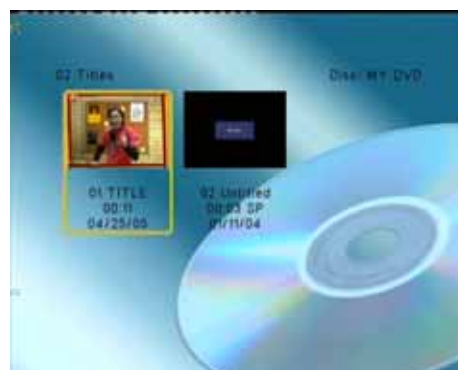 02 Titles
Disc: MY DVD
01 TITLE
00:11
04/25/05
02 Untitled
00:03 SP
01/11/04